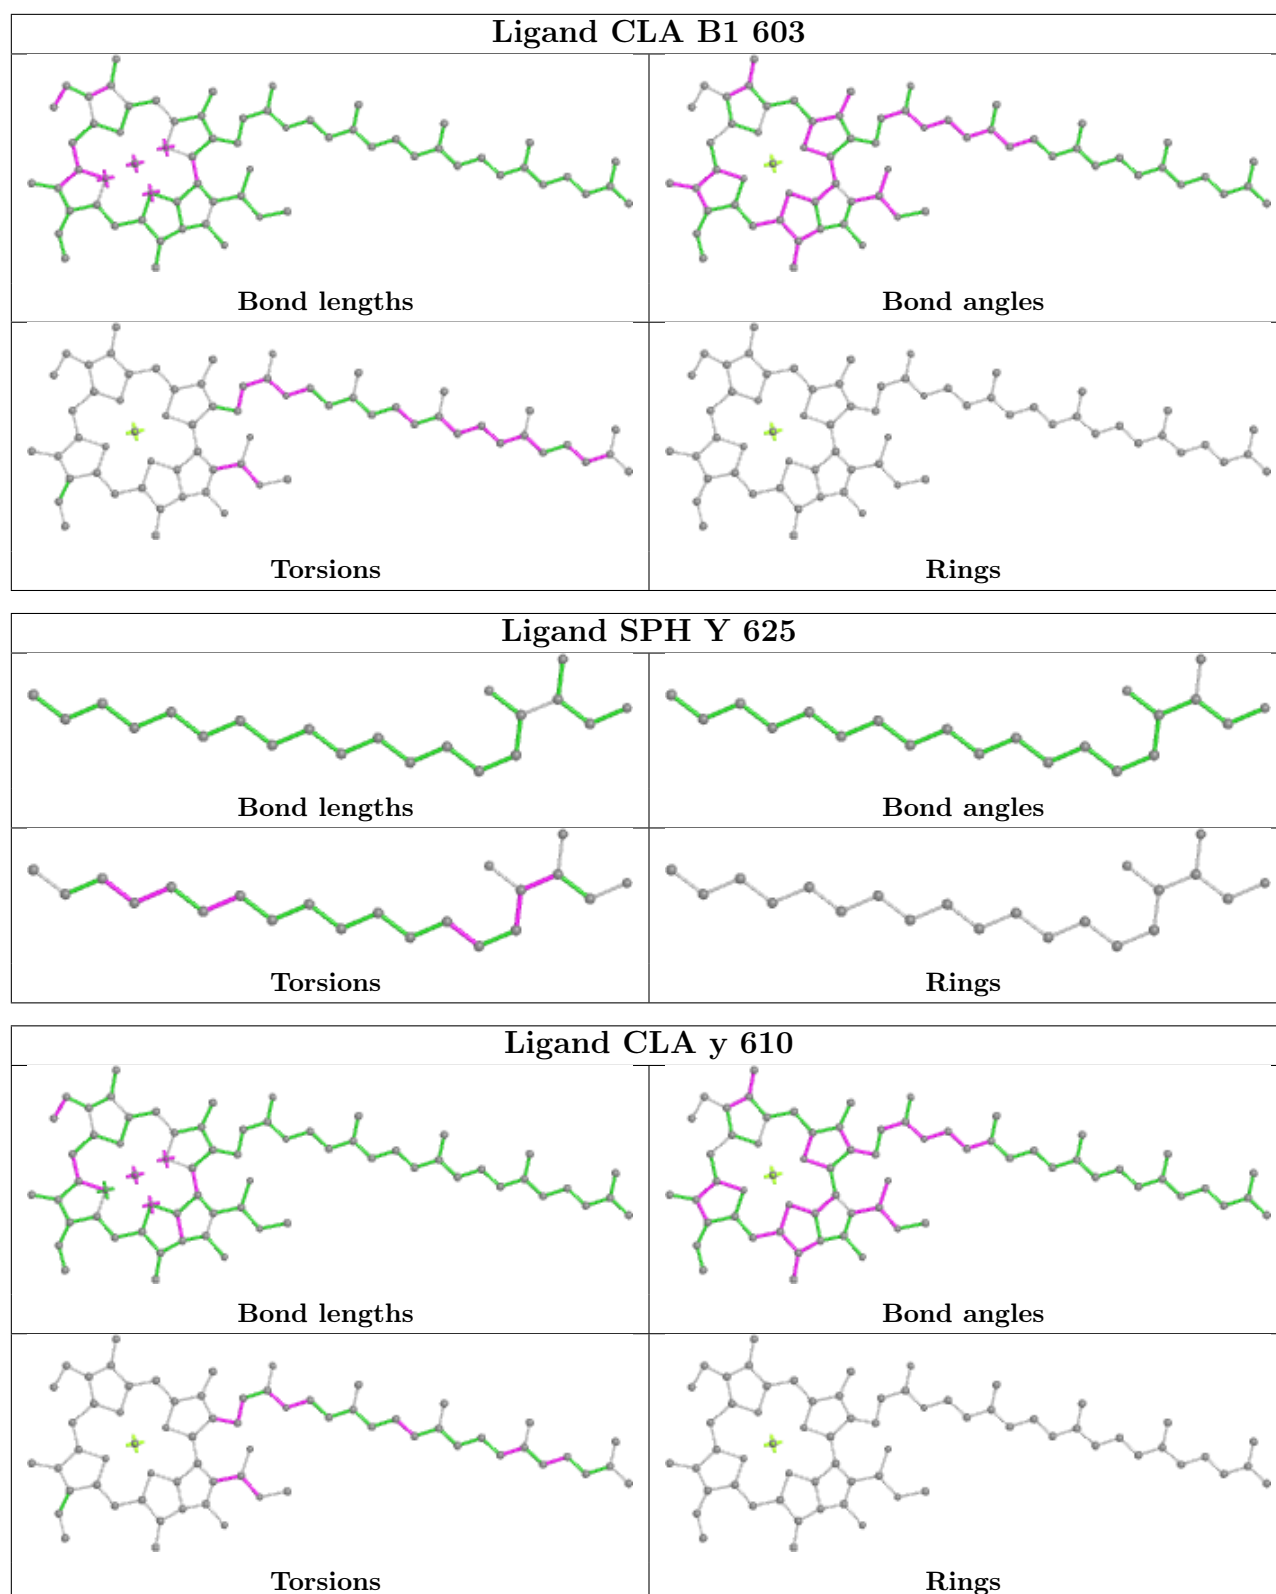 Ligand CLA B1 603
Bond lengths
Bond angles
Torsions
Rings
Ligand SPH Y 625
Bond lengths
Bond angles
Torsions
Rings
Ligand CLA y 610
Bond lengths
Bond angles
Torsions
Rings